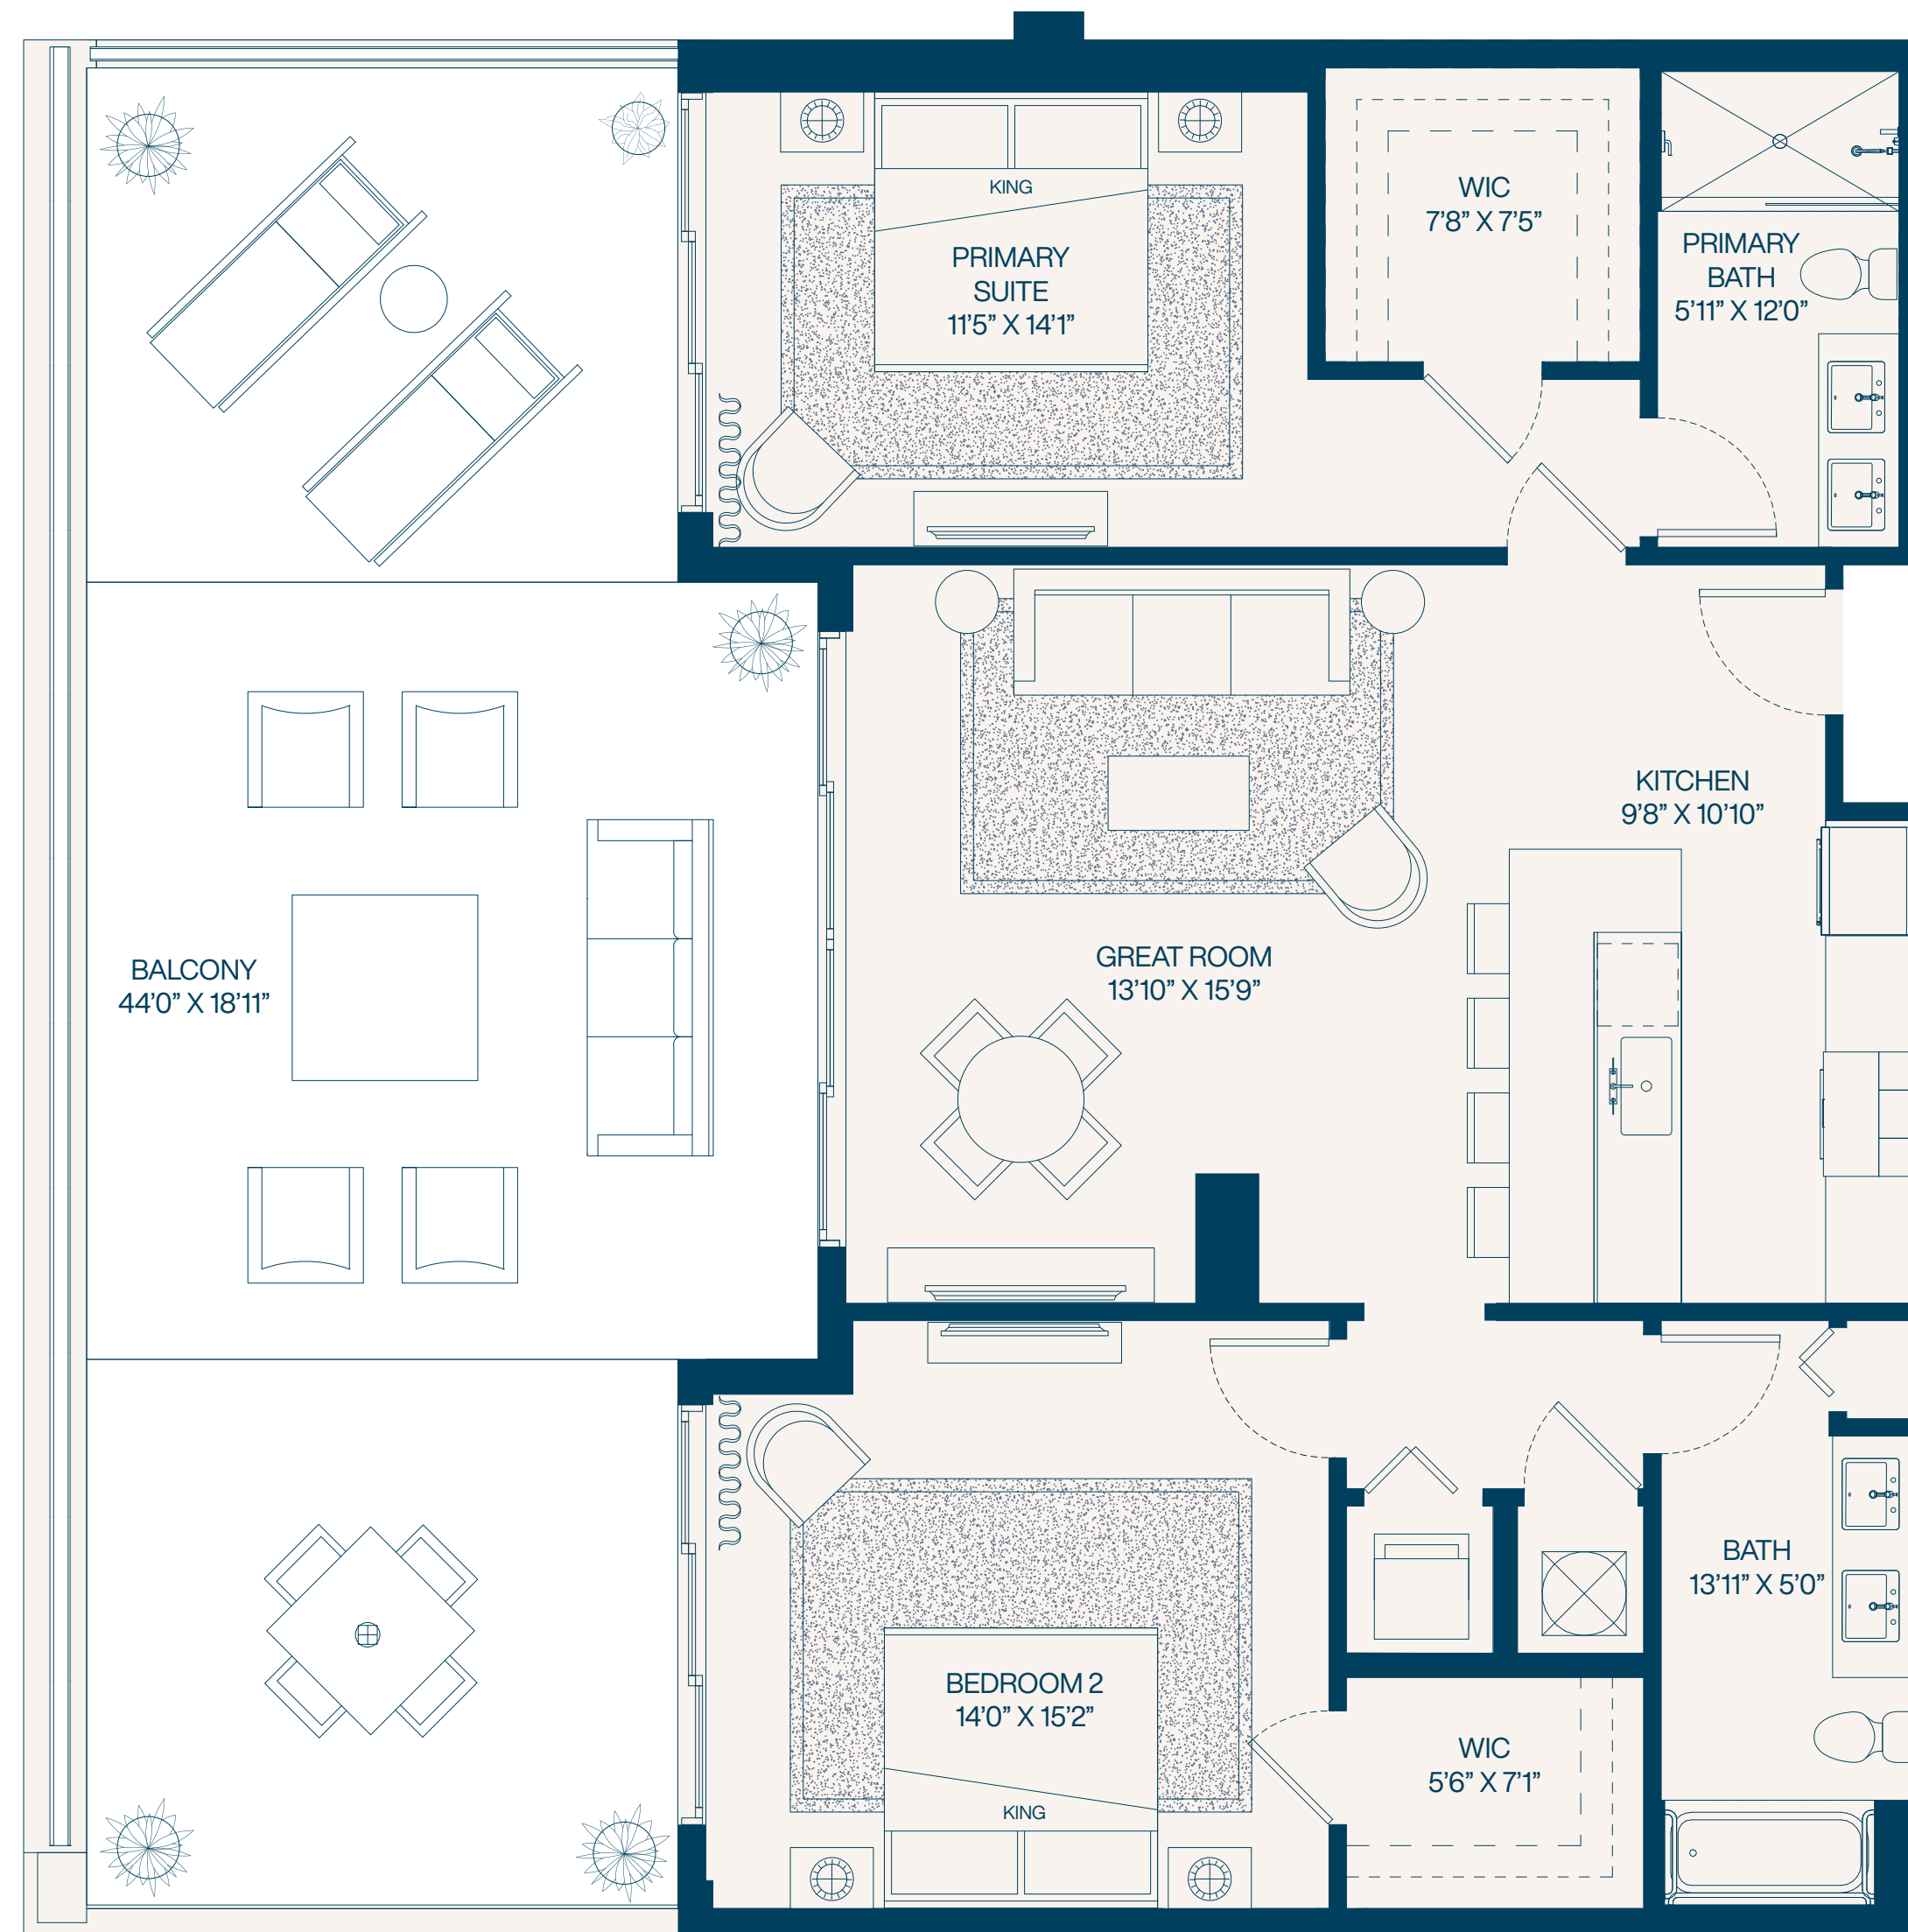 KING
PRIMARY
SUITE
11’5” X 14’1”
WIC
7’8” X 7’5”
PRIMARY
BATH
5’11” X 12’0”
KITCHEN
9’8” X 10’10”
GREAT ROOM
13’10” X 15’9”
BALCONY
44’0” X 18’11”
BATH
13’11” X 5’0”
BEDROOM 2
14’0” X 15’2”
KING
WIC
5’6” X 7’1”